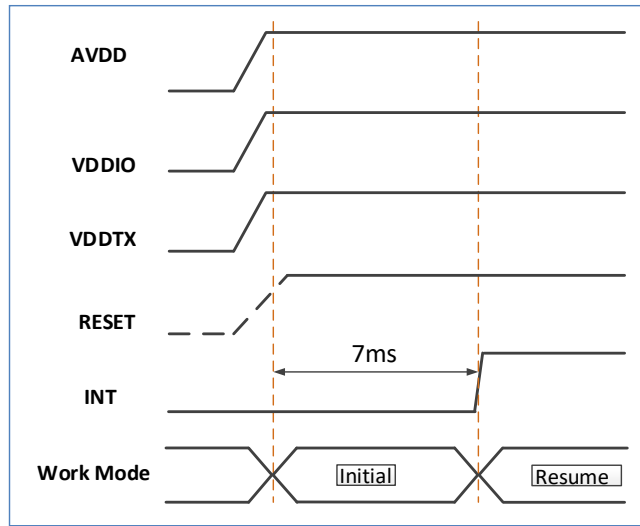 AVDD
VDDIO
VDDTX
RESET
7ms
INT
Work Mode
Initial
Resume